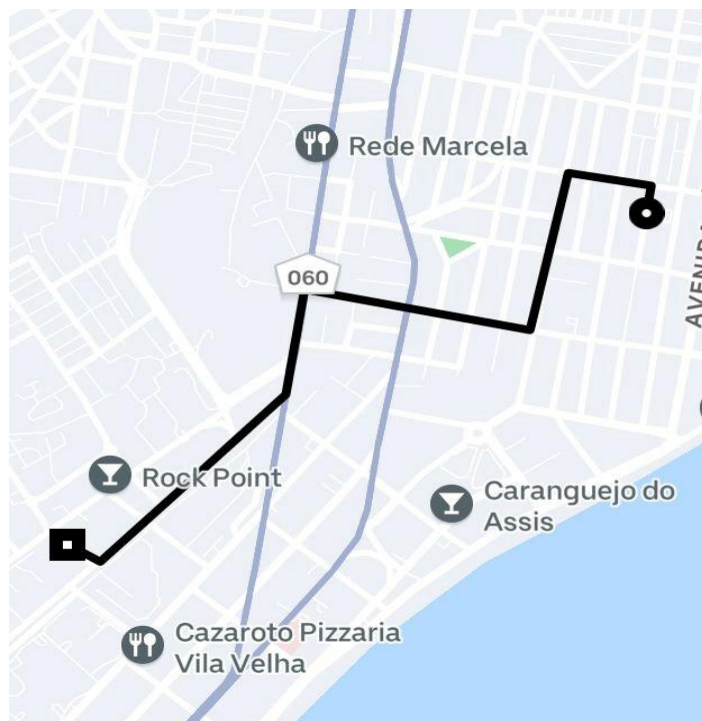 Rede Marcela
060
AVENIDA
Rock Point
Caranguejo do
Assis
Cazaroto Pizzaria
Vila Velha